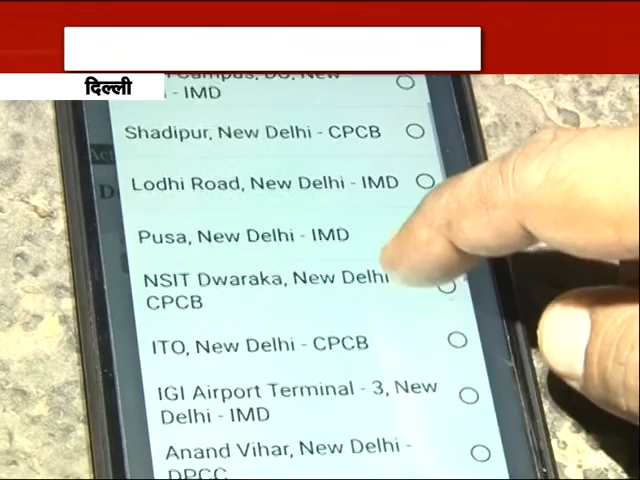 दिल्ली
- IMD
Shadipur, New Delhi - CPCB
Lodhi Road, New Delhi - IMD
Pusa, New Delhi - IMD
NSIT Dwaraka, New Delhi
CPCB
ITO, New Delhi - CPCB
IGI Airport Terminal - 3, New
Delhi - IMD
Anand Vihar, New Delhi -
DPCC